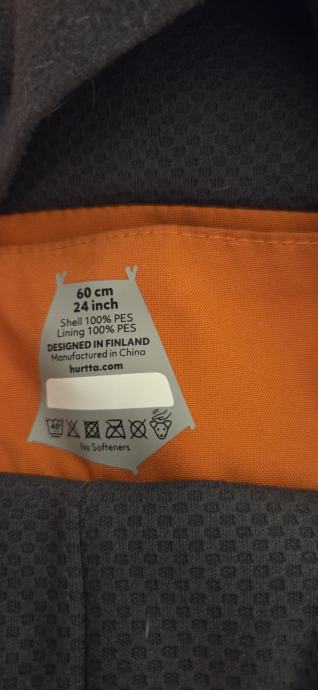 60 cm
24 inch
Shell 100% PES
Lining 100% PES
DESIGNED IN FINLAND
Manufactured in China
hurtta.com
40°
No Softeners